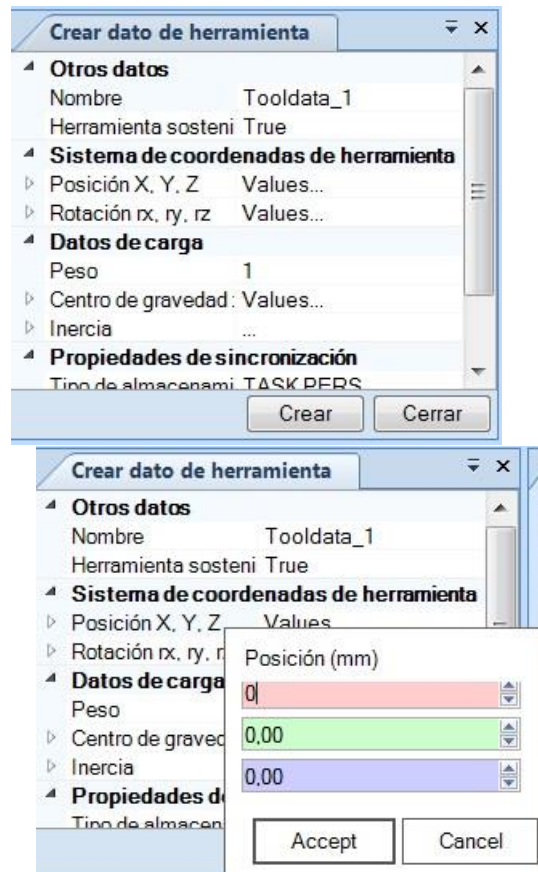 Crear dato de herramienta
Otros datos
Nombre Tooldata_1
Herramienta sosteni True
Sistema de coordenadas de herramienta
Posición X, Y, Z Values...
Rotación rx, ry, rz Values...
Datos de carga
Peso 1
Centro de gravedad : Values...
Inercia ...
Propiedades de sincronización
Tipo de almacenami TASK PERS
Crear Cerrar
Crear dato de herramienta
Otros datos
Nombre Tooldata_1
Herramienta sosteni True
Sistema de coordenadas de herramienta
Posición X, Y, Z Values
Rotación rx, ry, r
Posición (mm)
Datos de carga
0
Peso
0,00
Centro de graved
Inercia
0,00
Propiedades d
Tipo de almacen
Accept Cancel